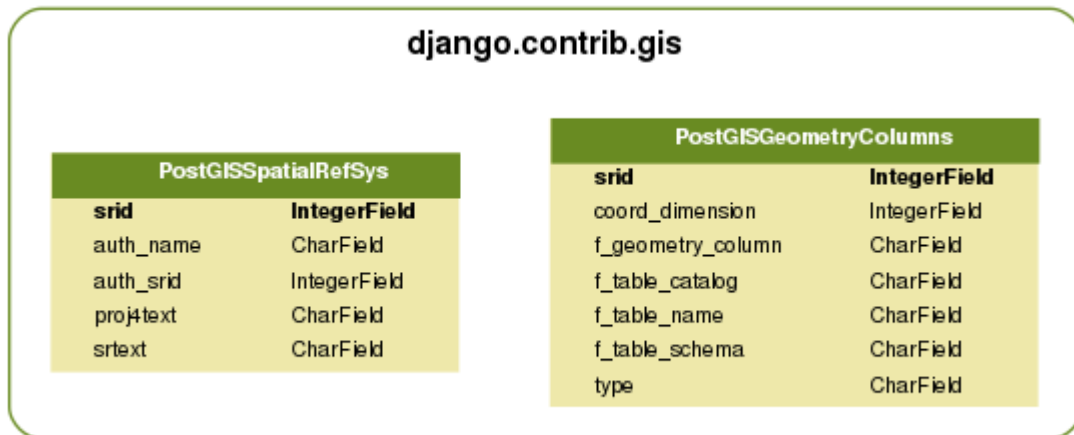 django.contrib.gis
PostGISSpatialRefSys
srid IntegerField
auth_name CharField
auth_srid IntegerField
proj4text CharField
srtext CharField
PostGISGeometryColumns
srid IntegerField
coord_dimension IntegerField
f_geometry_column CharField
f_table_catalog CharField
f_table_name CharField
f_table_schema CharField
type CharField